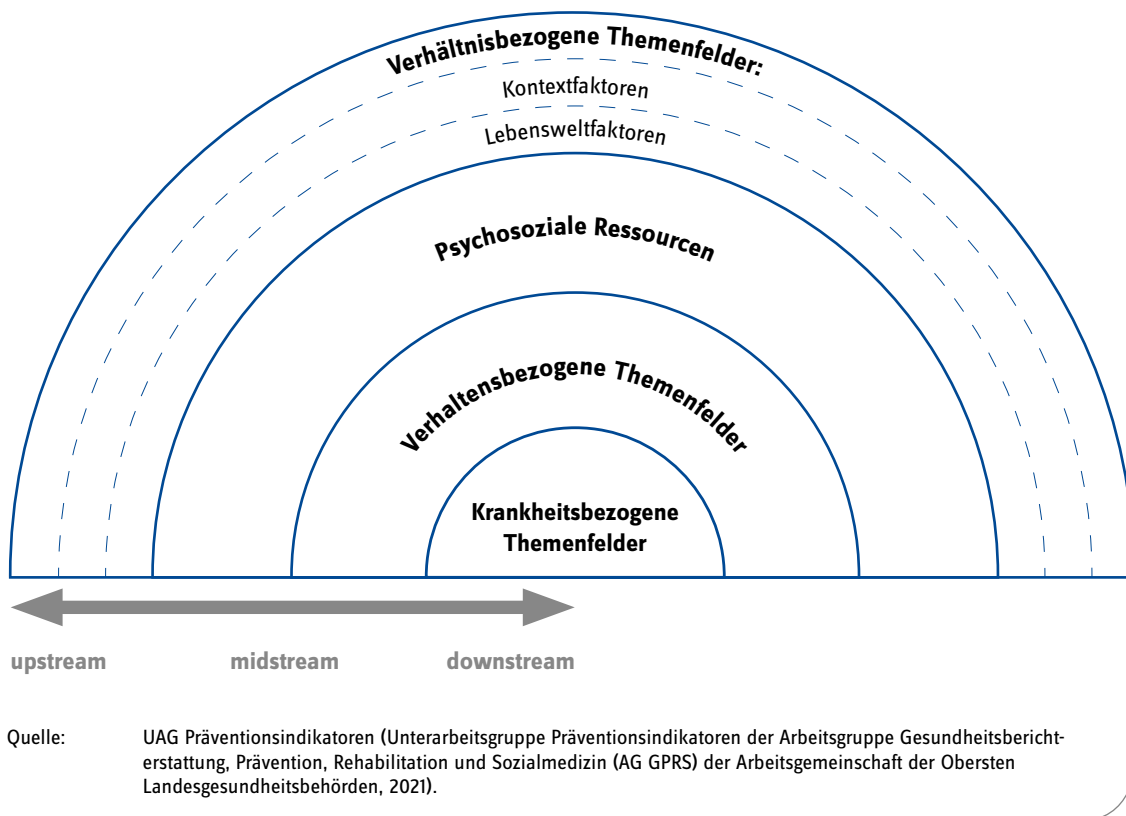 Verhältnisbezogene Themenfelder:
Kontextfaktoren
Lebensweltfaktoren
Psychosoziale Ressourcen
Verhaltensbezogene Themenfelder
Krankheitsbezogene
Themenfelder
upstream midstream downstream
Quelle: UAG Präventionsindikatoren (Unterarbeitsgruppe Präventionsindikatoren der Arbeitsgruppe Gesundheitsbericht-
erstattung, Prävention, Rehabilitation und Sozialmedizin (AG GPRS) der Arbeitsgemeinschaft der Obersten
Landesgesundheitsbehörden, 2021).